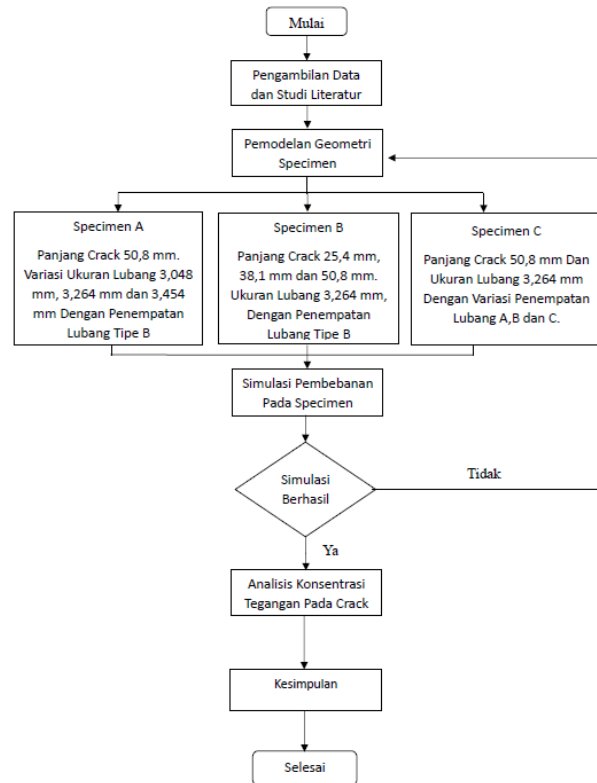 Mulai
Pengambilan Data
dan Studi Literatur
Pemodelan Geometri
Specimen
Specimen A
Panjang Crack 50,8 mm.
Variasi Ukuran Lubang 3,048
mm, 3,264 mm dan 3,454
mm Dengan Penempatan
Lubang Tipe B
Specimen B
Panjang Crack 25,4 mm,
38,1 mm dan 50,8 mm.
Ukuran Lubang 3,264 mm,
Dengan Penempatan
Lubang Tipe B
Specimen C
Panjang Crack 50,8 mm Dan
Ukuran Lubang 3,264 mm
Dengan Variasi Penempatan
Lubang A,B dan C.
Simulasi Pembebanan
Pada Specimen
Simulasi
Berhasil
Tidak
Ya
Analisis Konsentrasi
Tegangan Pada Crack
Kesimpulan
Selesai